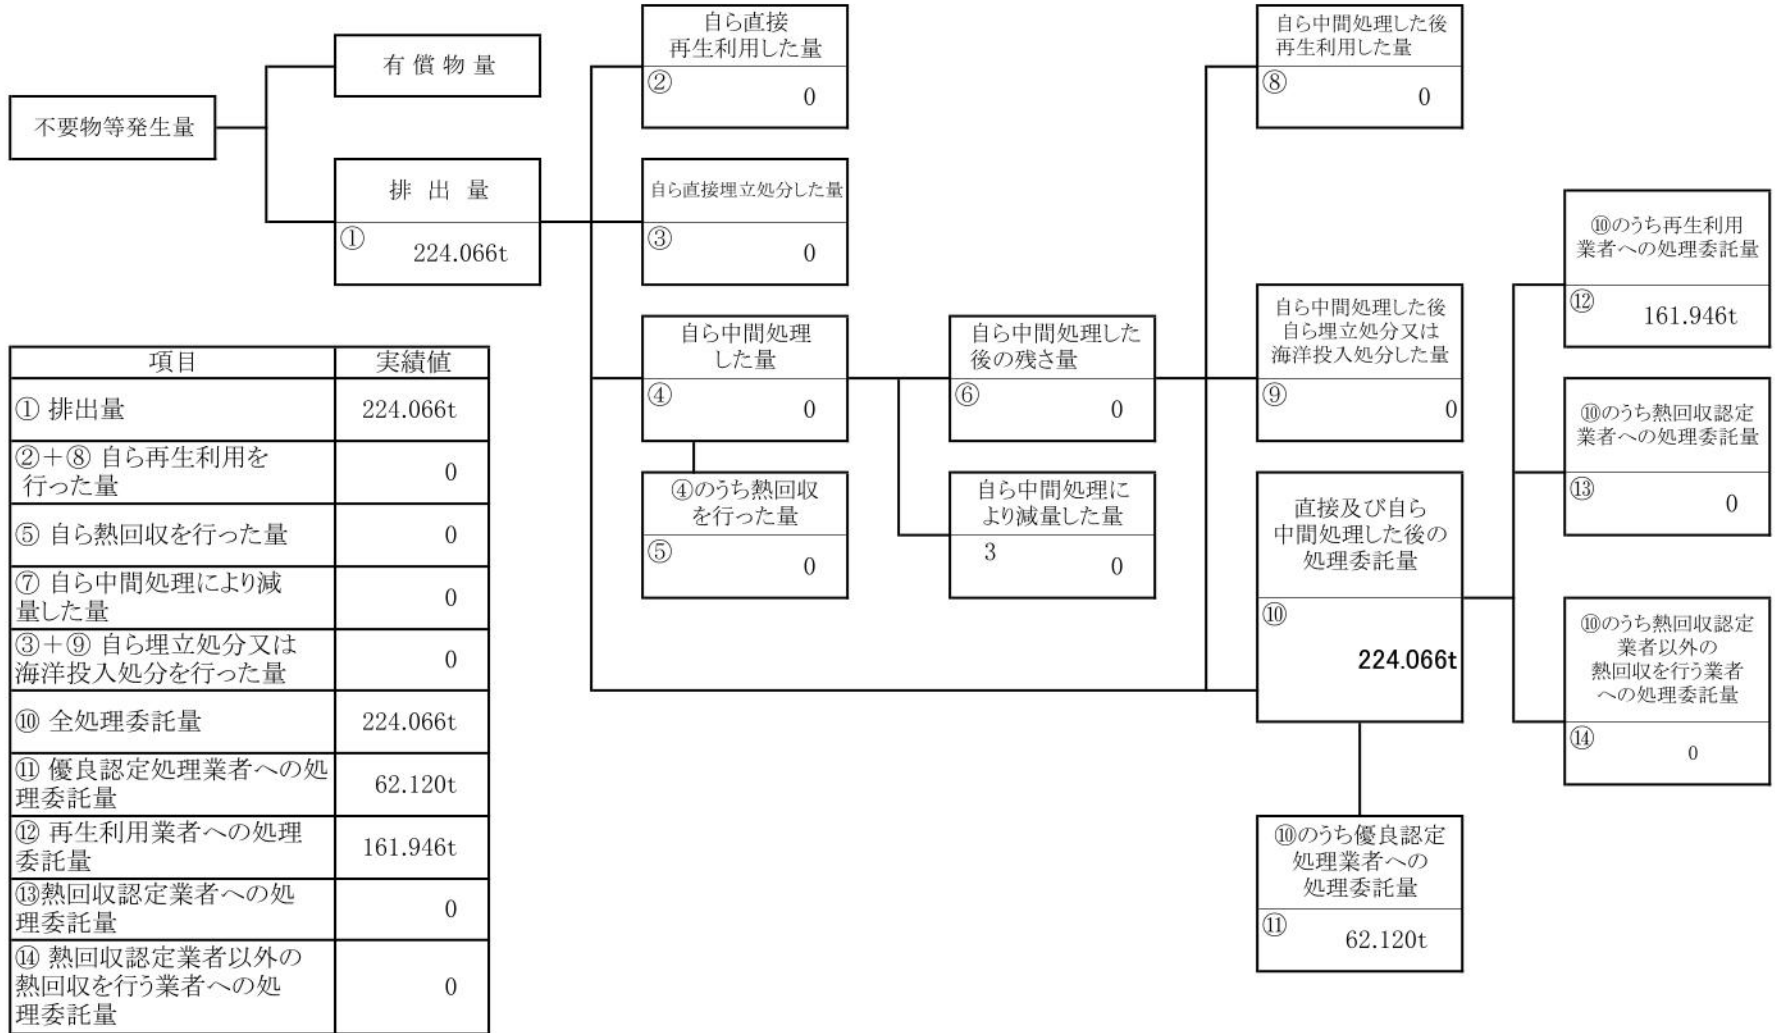 不要物等発生量
有償物量
排出量
①
224.066t
自ら直接
再生利用した量
②
0
自ら直接埋立処分した量
③
0
自ら中間処理
した量
④
0
④のうち熱回収
を行った量
⑤
0
自ら中間処理した
後の残さ量
⑥
0
自ら中間処理に
より減量した量
3
0
自ら中間処理した後
再生利用した量
⑧
0
自ら中間処理した後
自ら埋立処分又は
海洋投入処分した量
⑨
0
直接及び自ら
中間処理した後の
処理委託量
⑩
224.066t
⑩のうち優良認定
処理業者への
処理委託量
⑪
62.120t
⑩のうち再生利用
業者への処理委託量
⑫
161.946t
⑩のうち熱回収認定
業者への処理委託量
⑬
0
⑩のうち熱回収認定
業者以外の
熱回収を行う業者
への処理委託量
⑭
0
項目 実績値
① 排出量 224.066t
②+⑧ 自ら再生利用を
行った量 0
⑤ 自ら熱回収を行った量 0
⑦ 自ら中間処理により減
量した量 0
③+⑨ 自ら埋立処分又は
海洋投入処分を行った量 0
⑩ 全処理委託量 224.066t
⑪ 優良認定処理業者への処
理委託量 62.120t
⑫ 再生利用業者への処理
委託量 161.946t
⑬熱回収認定業者への処
理委託量 0
⑭ 熱回収認定業者以外の
熱回収を行う業者への処
理委託量 0